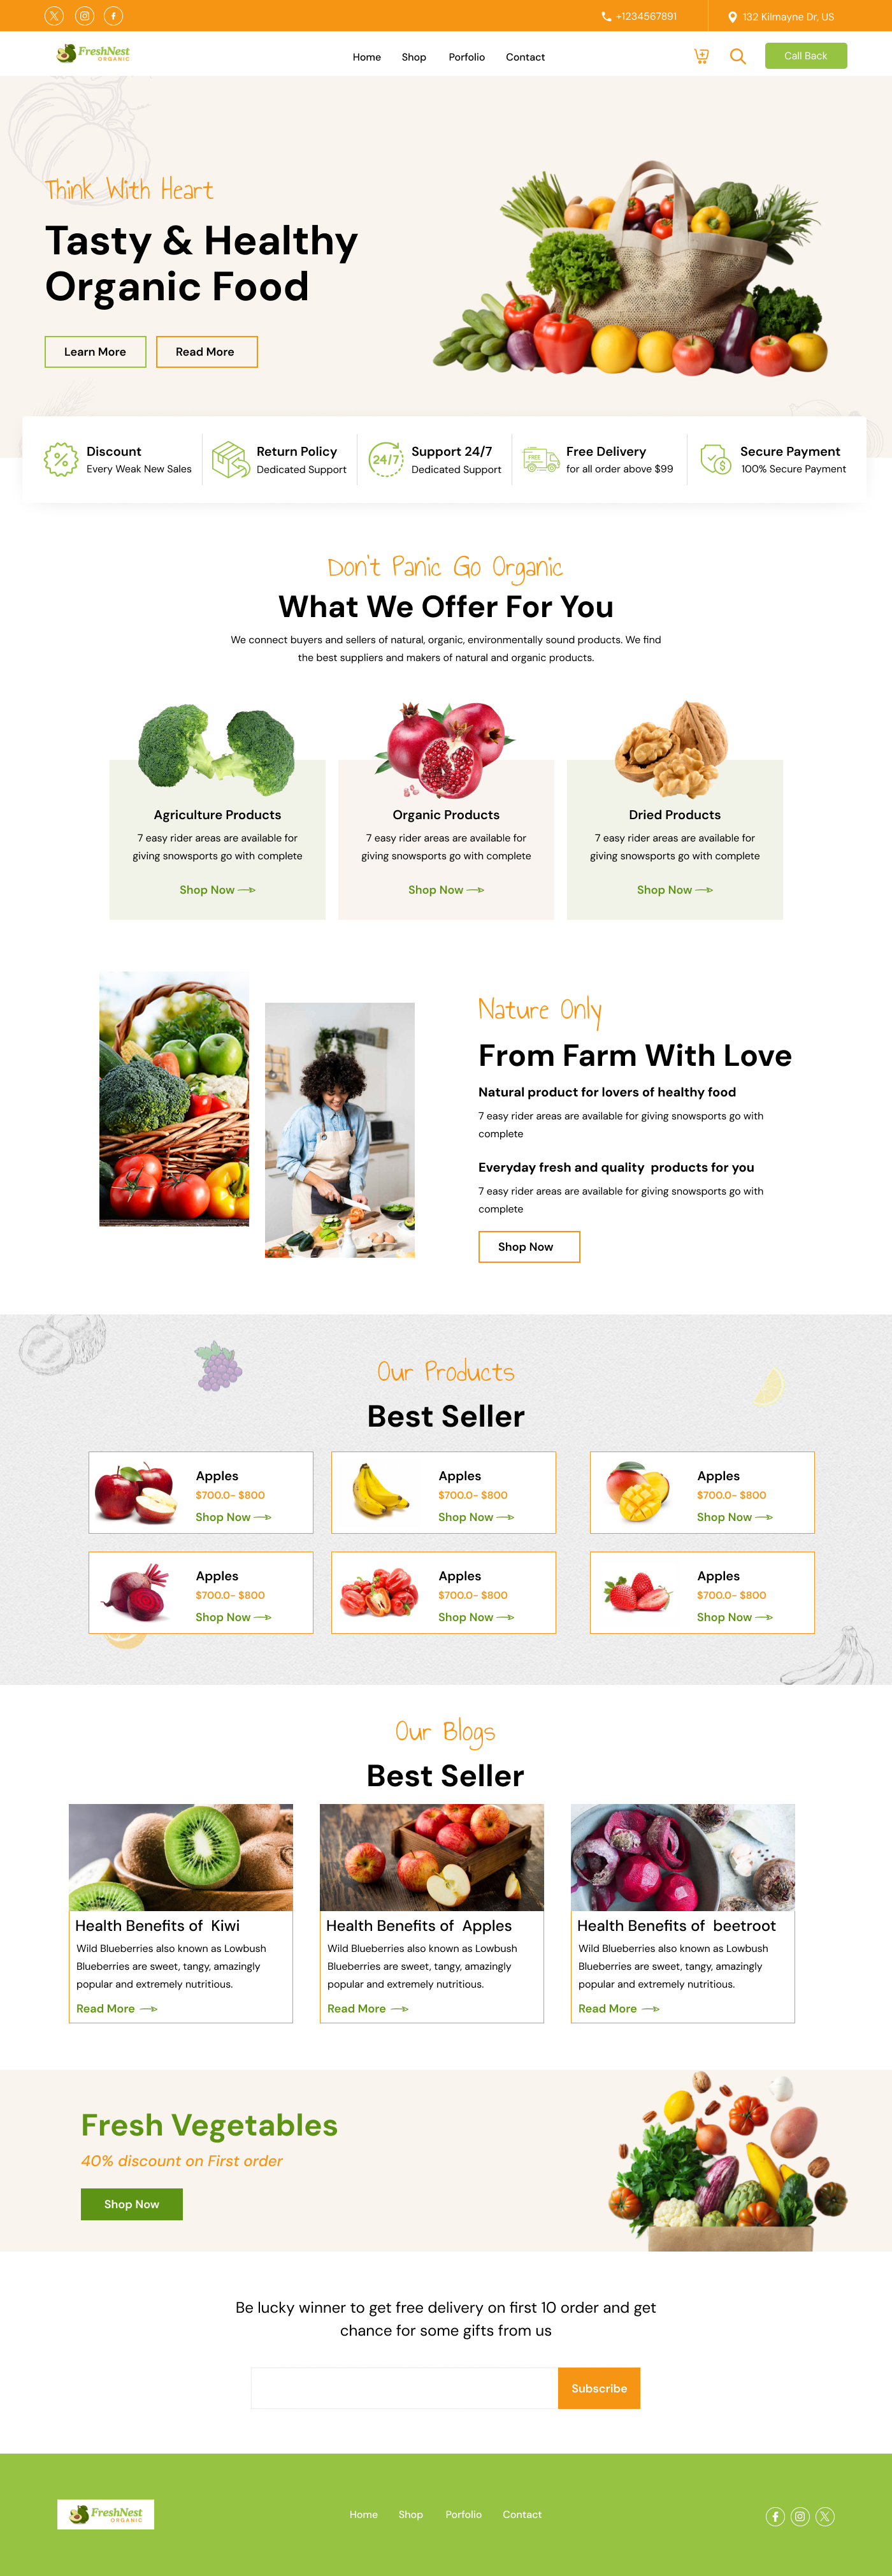 +1234567891
132 Kilmayne Dr, US
FreshNest
ORGANIC
Home Shop Porfolio Contact
Call Back
Think With Heart
Tasty & Healthy
Organic Food
Learn More
Read More
Discount
Every Weak New Sales
Return Policy
Dedicated Support
24/7
Support 24/7
Dedicated Support
FREE
Free Delivery
for all order above $99
Secure Payment
100% Secure Payment
Don't Panic Go Organic
What We Offer For You
We connect buyers and sellers of natural, organic, environmentally sound products. We find
the best suppliers and makers of natural and organic products.
Agriculture Products
7 easy rider areas are available for
giving snowsports go with complete
Shop Now
Organic Products
7 easy rider areas are available for
giving snowsports go with complete
Shop Now
Dried Products
7 easy rider areas are available for
giving snowsports go with complete
Shop Now
Nature Only
From Farm With Love
Natural product for lovers of healthy food
7 easy rider areas are available for giving snowsports go with
complete
Everyday fresh and quality products for you
7 easy rider areas are available for giving snowsports go with
complete
Shop Now
Our Products
Best Seller
Apples
$700.0- $800
Shop Now
Apples
$700.0- $800
Shop Now
Apples
$700.0- $800
Shop Now
Apples
$700.0- $800
Shop Now
Apples
$700.0- $800
Shop Now
Apples
$700.0- $800
Shop Now
Our Blogs
Best Seller
Health Benefits of Kiwi
Wild Blueberries also known as Lowbush
Blueberries are sweet, tangy, amazingly
popular and extremely nutritious.
Read More
Health Benefits of Apples
Wild Blueberries also known as Lowbush
Blueberries are sweet, tangy, amazingly
popular and extremely nutritious.
Read More
Health Benefits of beetroot
Wild Blueberries also known as Lowbush
Blueberries are sweet, tangy, amazingly
popular and extremely nutritious.
Read More
Fresh Vegetables
40% discount on First order
Shop Now
Be lucky winner to get free delivery on first 10 order and get
chance for some gifts from us
Subscribe
FreshNest
ORGANIC
Home Shop Porfolio Contact